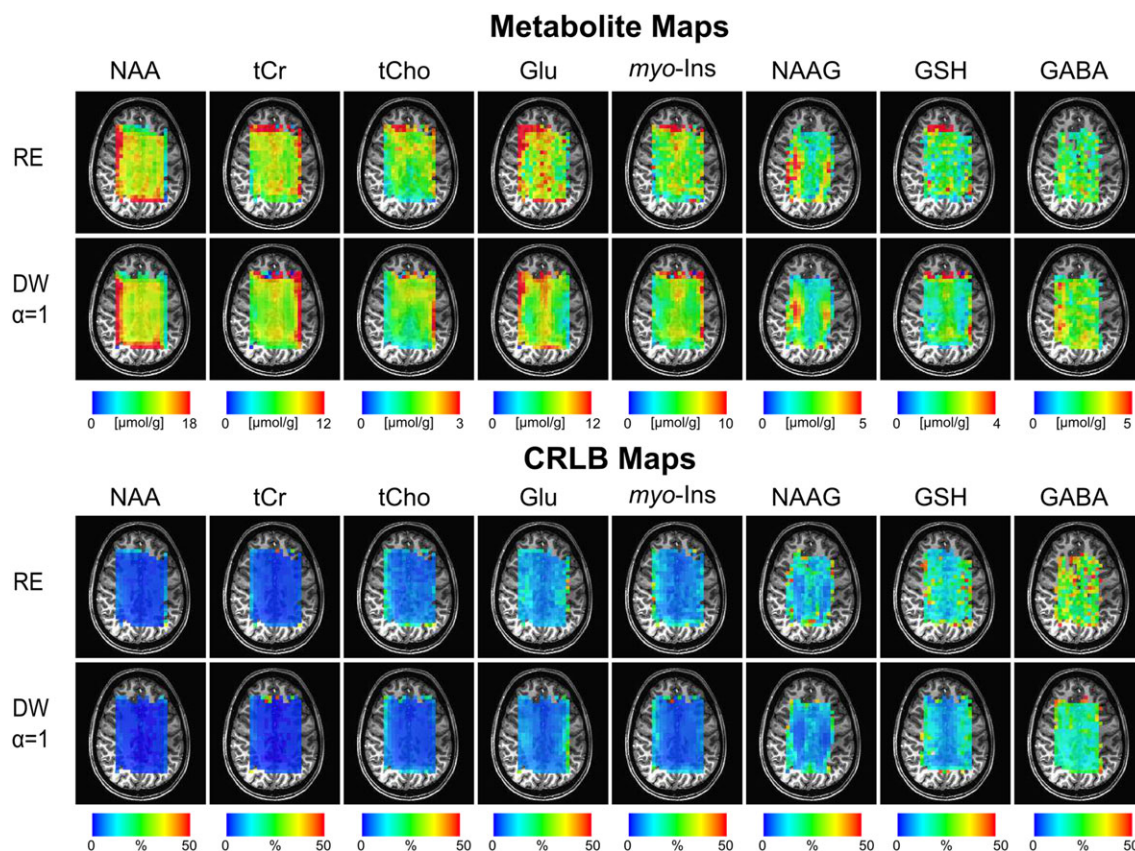 Metabolite Maps
NAA tCr tCho Glu myo-Ins NAAG GSH GABA
RE
DW
α=1
0 [µmol/g] 18 0 [µmol/g] 12 0 [µmol/g] 3 0 [µmol/g] 12 0 [µmol/g] 10 0 [µmol/g] 5 0 [µmol/g] 4 0 [µmol/g] 5
CRLB Maps
NAA tCr tCho Glu myo-Ins NAAG GSH GABA
RE
DW
α=1
0 % 50 0 % 50 0 % 50 0 % 50 0 % 50 0 % 50 0 % 50 0 % 50